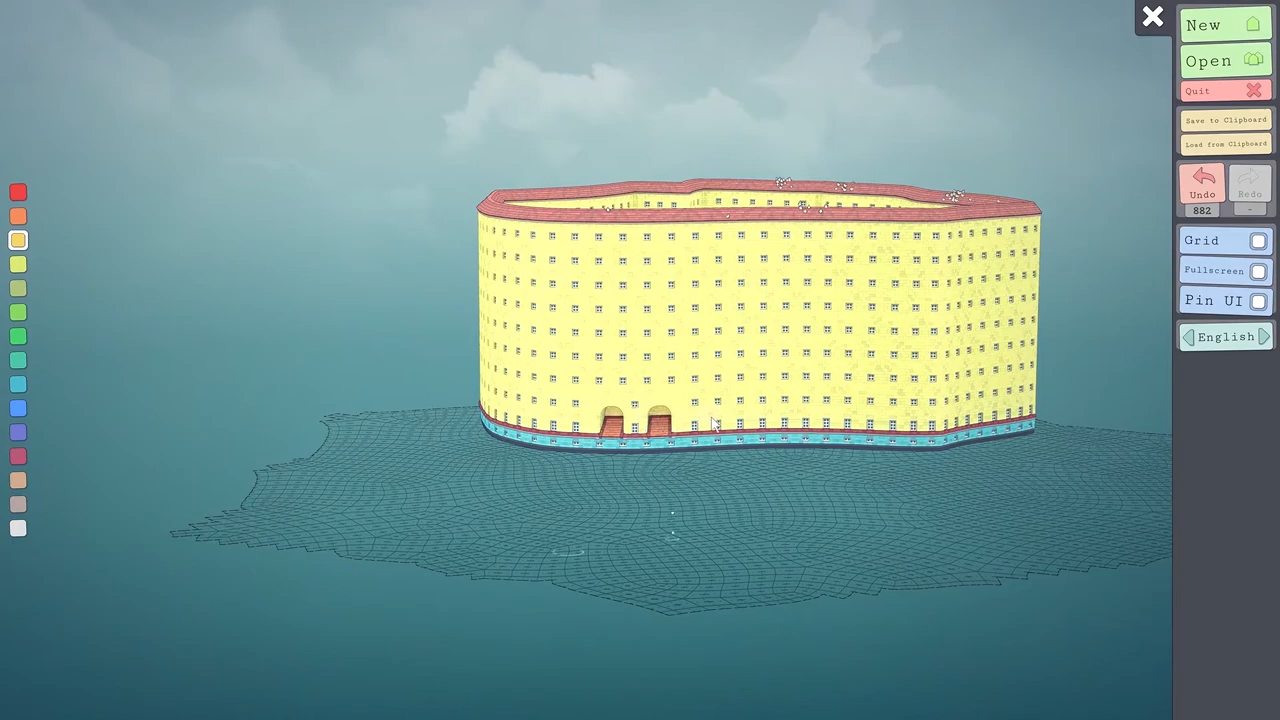 New
Open
Quit
Save to Clipboard
Load from Clipboard
Undo
Redo
882
-
Grid
Fullscreen
Pin UI
English